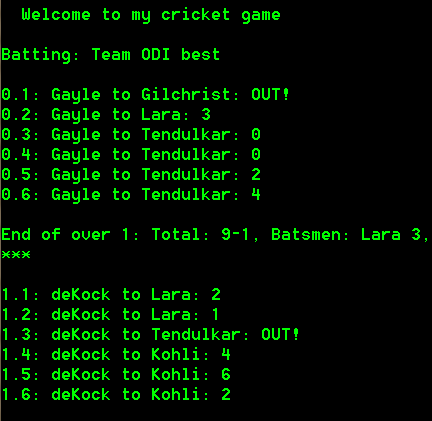 Welcome to my cricket game
Batting: Team ODI best
0.1: Gayle to Gilchrist: OUT!
0.2: Gayle to Lara: 3
0.3: Gayle to Tendulkar: 0
0.4: Gayle to Tendulkar: 0
0.5: Gayle to Tendulkar: 2
0.6: Gayle to Tendulkar: 4
End of over 1: Total: 9-1, Batsmen: Lara 3,
***
1.1: deKock to Lara: 2
1.2: deKock to Lara: 1
1.3: deKock to Tendulkar: OUT!
1.4: deKock to Kohli: 4
1.5: deKock to Kohli: 6
1.6: deKock to Kohli: 2